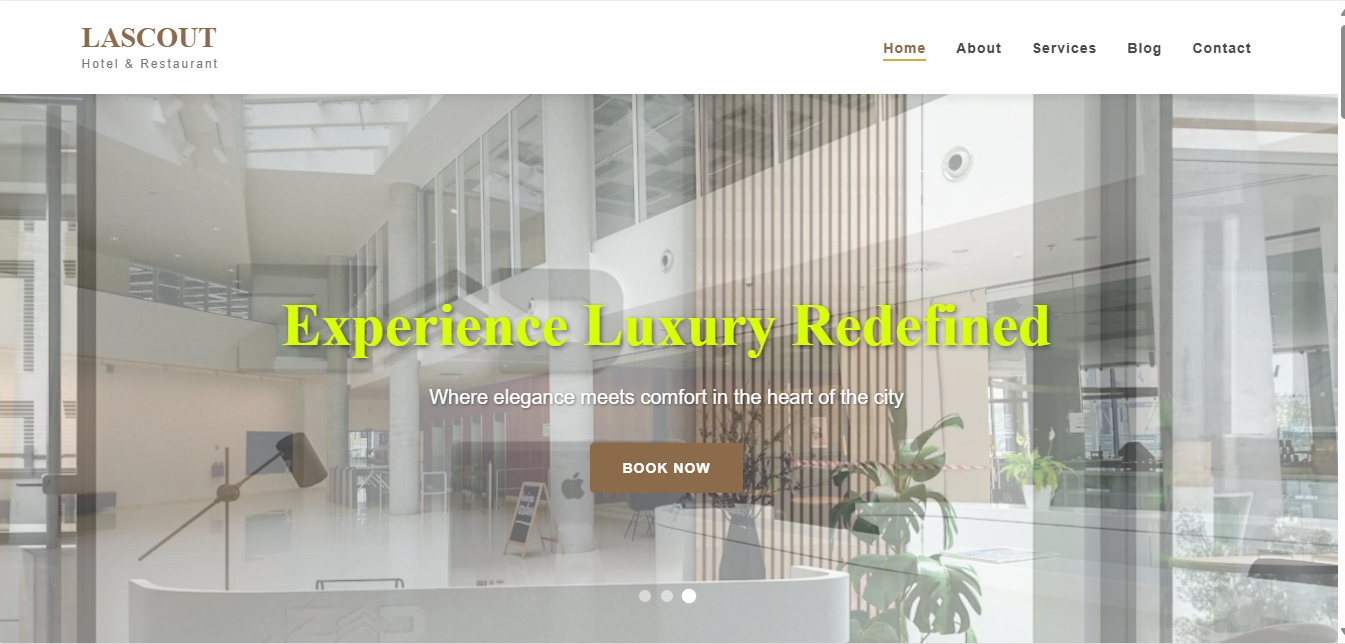 LASCOUT
Hotel & Restaurant
Home About Services Blog Contact
Experience Luxury Redefined
Where elegance meets comfort in the heart of the city
BOOK NOW